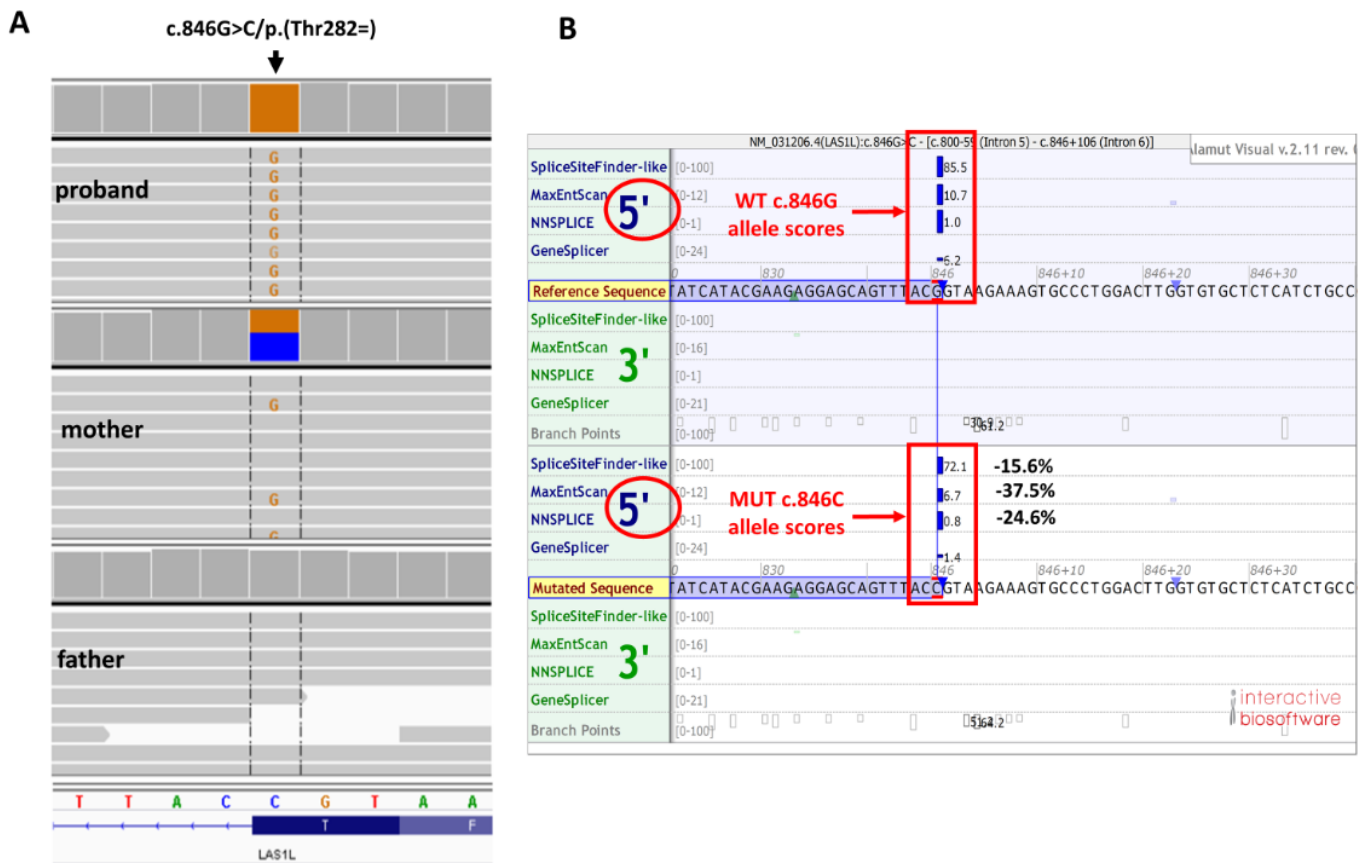 A
c.846G>C/p.(Thr282=)
G
G
G
G
G
G
G
G
proband
G
G
G
mother
father
T T A C C G T A A
T F
LAS1L
B
NM_031206.4(LAS1L):c.846G>C - [c.800-59 (Intron 5) - c.846+106 (Intron 6)]
lamut Visual v.2.11 rev.
SpliceSiteFinder-like [0-100] 85.5
MaxEntScan [0-12] 10.7
NNSPLICE [0-1] 1.0
GeneSplicer [0-24] 6.2
5'
WT c.846G
allele scores
0 830 846 846+10 846+20 846+30
Reference Sequence TATCATACGAAGAGGAGCAGTTTACGGTAAGAAAGTGCCCTGGACTTGGTGTGCTCTCATCTGCC
SpliceSiteFinder-like [0-100]
MaxEntScan [0-16]
NNSPLICE [0-1]
GeneSplicer [0-21]
3'
Branch Points [0-100] 61.2
SpliceSiteFinder-like [0-100] 72.1 -15.6%
MaxEntScan [0-12] 6.7 -37.5%
NNSPLICE [0-1] 0.8 -24.6%
GeneSplicer [0-24] 1.4
5'
MUT c.846C
allele scores
0 830 846 846+10 846+20 846+30
Mutated Sequence TATCATACGAAGAGGAGCAGTTTACCGTAAGAAAGTGCCCTGGACTTGGTGTGCTCTCATCTGCC
SpliceSiteFinder-like [0-100]
MaxEntScan [0-16]
NNSPLICE [0-1]
GeneSplicer [0-21]
3'
Branch Points [0-100] 64.2
interactive
biosoftware